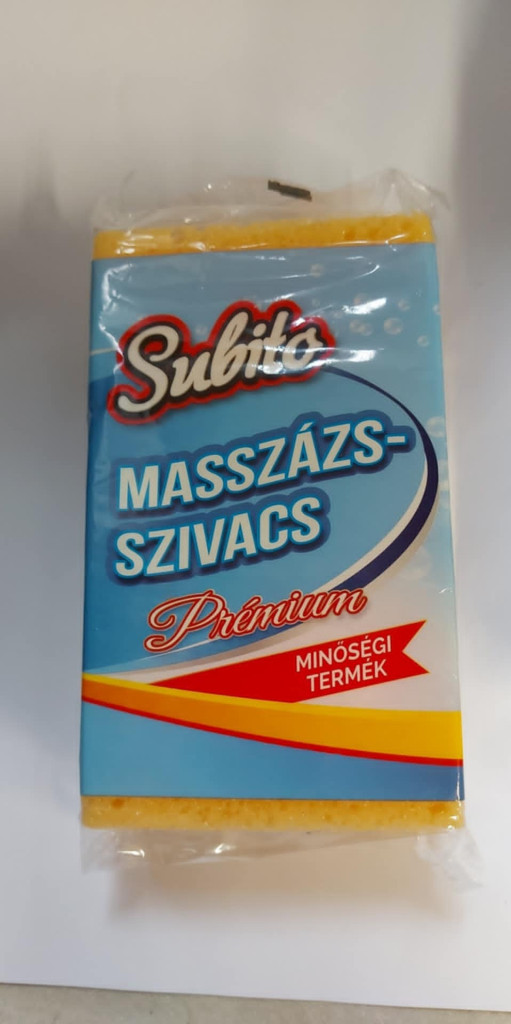 Subito
MASSZÁZS-
SZIVACS
Prémium
MINŐSÉGI
TERMÉK